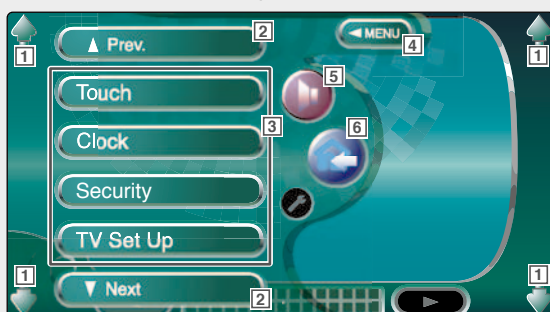 2
▲ Prev.
◄MENU
1
1
4
5
Touch
3
6
Clock
Security
TV Set Up
1
1
▼ Next
2
►